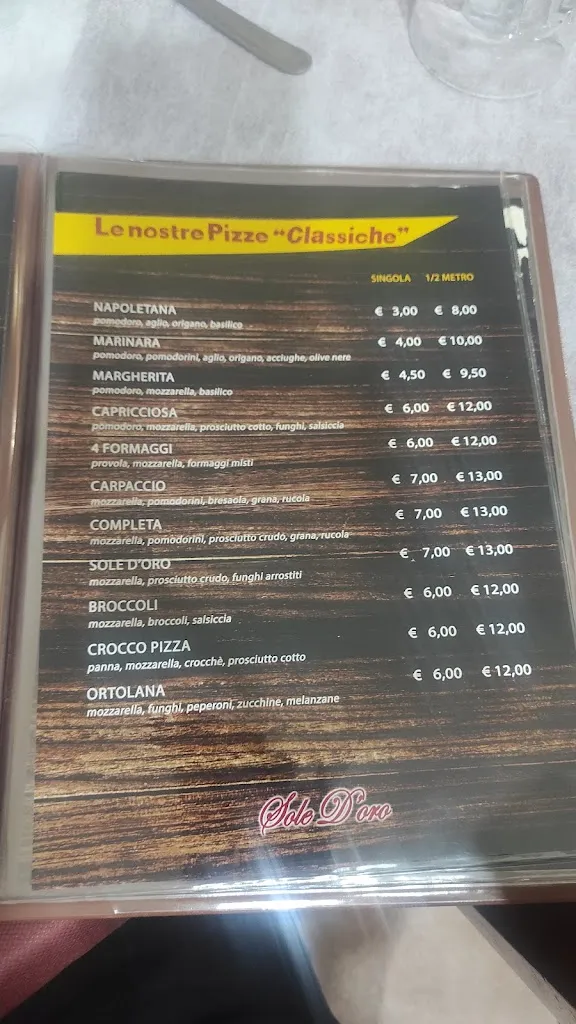 Le nostre Pizze "Classiche"
SINGOLA 1/2 METRO
NAPOLETANA € 3,00 € 8,00
pomodoro, aglio, origano, basilico
MARINARA € 4,00 € 10,00
pomodoro, pomodorini, aglio, origano, acciughe, olive nere
MARGHERITA € 4,50 € 9,50
pomodoro, mozzarella, basilico
CAPRICCIOSA € 6,00 € 12,00
pomodoro, mozzarella, prosciutto cotto, funghi, salsiccia
4 FORMAGGI € 6,00 € 12,00
provola, mozzarella, formaggi misti
CARPACCIO € 7,00 € 13,00
mozzarella, pomodorini, bresaola, grana, rucola
COMPLETA € 7,00 € 13,00
mozzarella, pomodorini, prosciutto crudo, grana, rucola
SOLE D'ORO € 7,00 € 13,00
mozzarella, prosciutto crudo, funghi arrostiti
BROCCOLI € 6,00 € 12,00
mozzarella, broccoli, salsiccia
CROCCO PIZZA € 6,00 € 12,00
panna, mozzarella, crocchè, prosciutto cotto
ORTOLANA € 6,00 € 12,00
mozzarella, funghi, peperoni, zucchine, melanzane
Sole D'oro